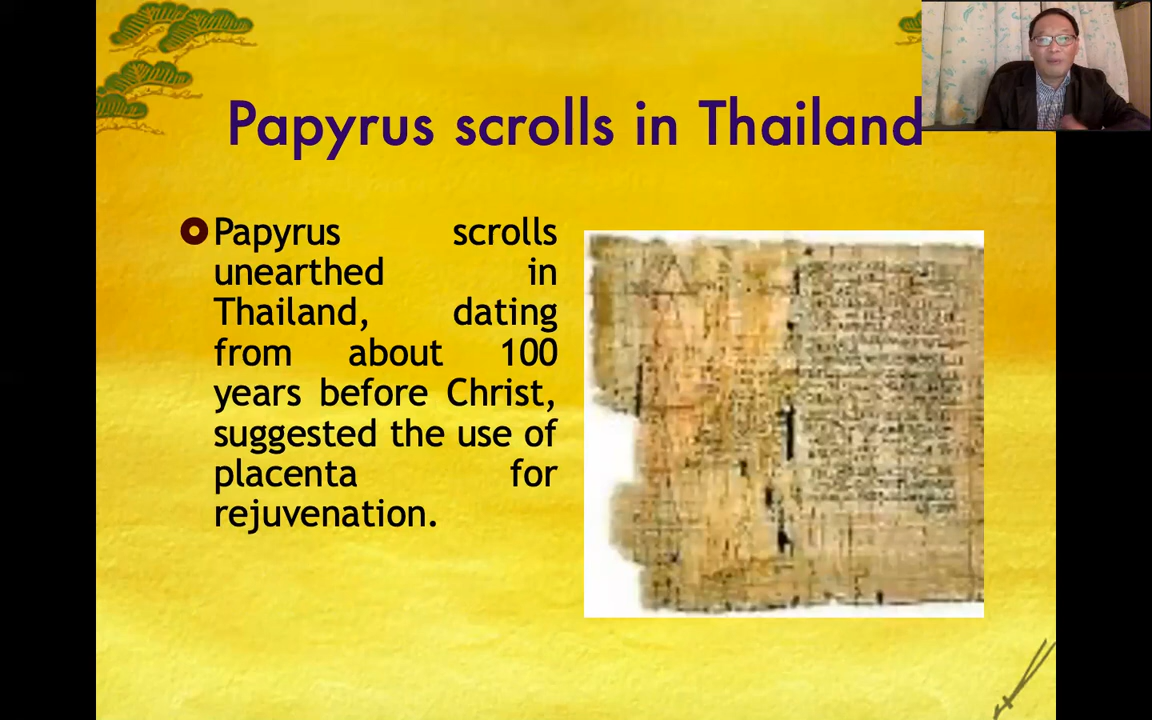 Papyrus scrolls in Thailand
Papyrus scrolls
unearthed in
Thailand, dating
from about 100
years before Christ,
suggested the use of
placenta for
rejuvenation.